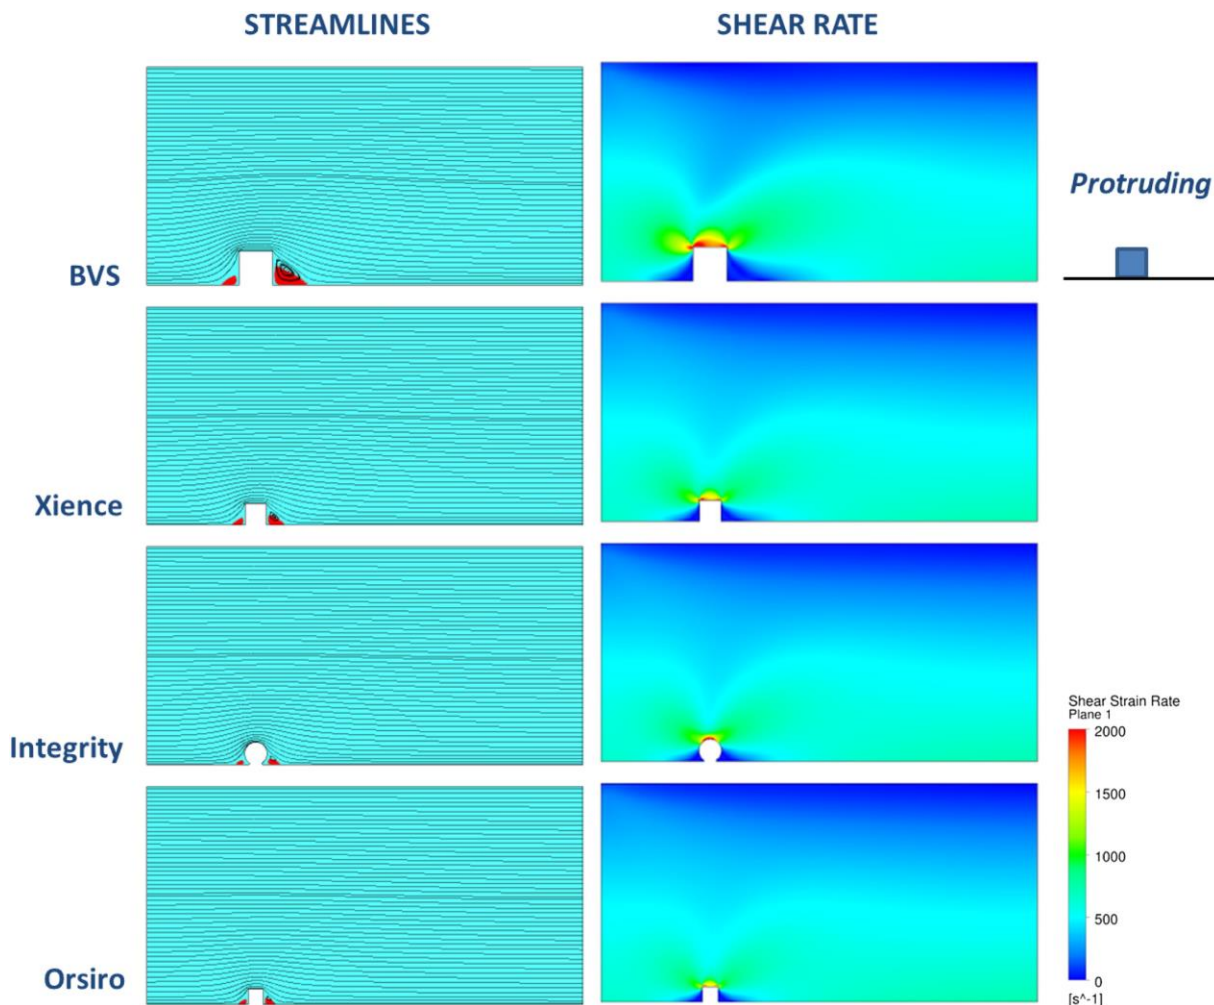 STREAMLINES
SHEAR RATE
Protruding
BVS
Xience
Integrity
Shear Strain Rate
Plane 1
2000
1500
1000
500
0
[s^-1]
Orsiro